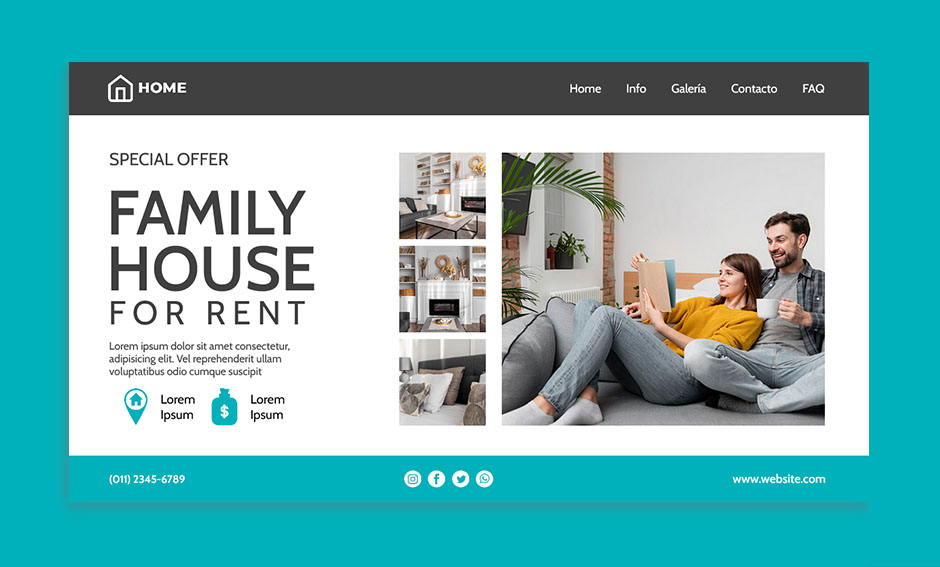 HOME
Home Info Galería Contacto FAQ
SPECIAL OFFER
FAMILY
HOUSE
FOR RENT
Lorem ipsum dolor sit amet consectetur,
adipisicing elit. Vel reprehenderit ullam
voluptatibus odio cumque suscipit
Lorem
Ipsum
$
Lorem
Ipsum
(011) 2345-6789
www.website.com